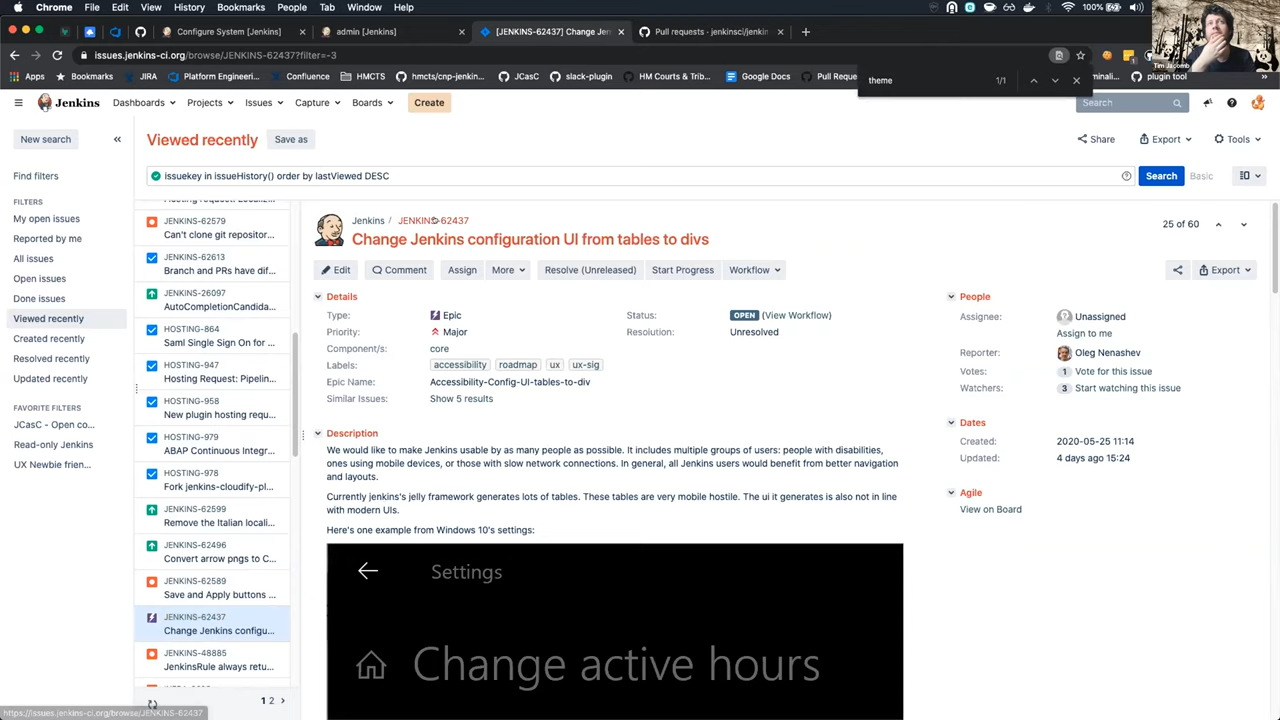 Chrome File Edit View History Bookmarks People Tab Window Help
100%
Tim Jacomb
Configure System [Jenkins]
admin [Jenkins]
[JENKINS-62437] Change Jen
Pull requests · jenkinsci/jenkin
issues.jenkins-ci.org/browse/JENKINS-62437?filter=-3
Apps Bookmarks JIRA Platform Engineer Confluence HMCTS hmcts/cnp-jen JCasC slack-plugin HM Courts & Trib Google Docs Pull Reque plugin tool
theme 1/1
Jenkins Dashboards Projects Issues Capture Boards Create
Search
New search
Viewed recently
Save as
Share Export Tools
Find filters
issuekey in issueHistory() order by lastViewed DESC
Search Basic
FILTERS
My open issues
Reported by me
All issues
Open issues
Done issues
Viewed recently
Created recently
Resolved recently
Updated recently
FAVORITE FILTERS
JCasC - Open co...
Read-only Jenkins
UX Newbie frien...
JENKINS-62579
Can't clone git repositor...
JENKINS-62613
Branch and PRs have dif...
JENKINS-26097
AutoCompletionCandida...
HOSTING-864
Saml Single Sign On for ...
HOSTING-947
Hosting Request: Pipelin...
HOSTING-958
New plugin hosting requ...
HOSTING-979
ABAP Continuous Integr...
HOSTING-978
Fork jenkins-cloudify-pl...
JENKINS-62599
Remove the Italian locali...
JENKINS-62496
Convert arrow pngs to C...
JENKINS-62589
Save and Apply buttons ...
JENKINS-62437
Change Jenkins configu...
JENKINS-48885
JenkinsRule always retu...
1 2
Jenkins / JENKINS-62437
Change Jenkins configuration UI from tables to divs
25 of 60
Edit Comment Assign More Resolve (Unreleased) Start Progress Workflow
Export
Details
Type: Epic
Status: OPEN (View Workflow)
Priority: Major
Resolution: Unresolved
Component/s: core
Labels: accessibility roadmap ux ux-sig
Epic Name: Accessibility-Config-UI-tables-to-div
Similar Issues: Show 5 results
People
Assignee: Unassigned
Assign to me
Reporter: Oleg Nenashev
Votes: 1 Vote for this issue
Watchers: 3 Start watching this issue
Dates
Created: 2020-05-25 11:14
Updated: 4 days ago 15:24
Agile
View on Board
Description
We would like to make Jenkins usable by as many people as possible. It includes multiple groups of users: people with disabilities,
ones using mobile devices, or those with slow network connections. In general, all Jenkins users would benefit from better navigation
and layouts.
Currently jenkins's jelly framework generates lots of tables. These tables are very mobile hostile. The ui it generates is also not in line
with modern UIs.
Here's one example from Windows 10's settings:
Settings
Change active hours
https://issues.jenkins-ci.org/browse/JENKINS-62437